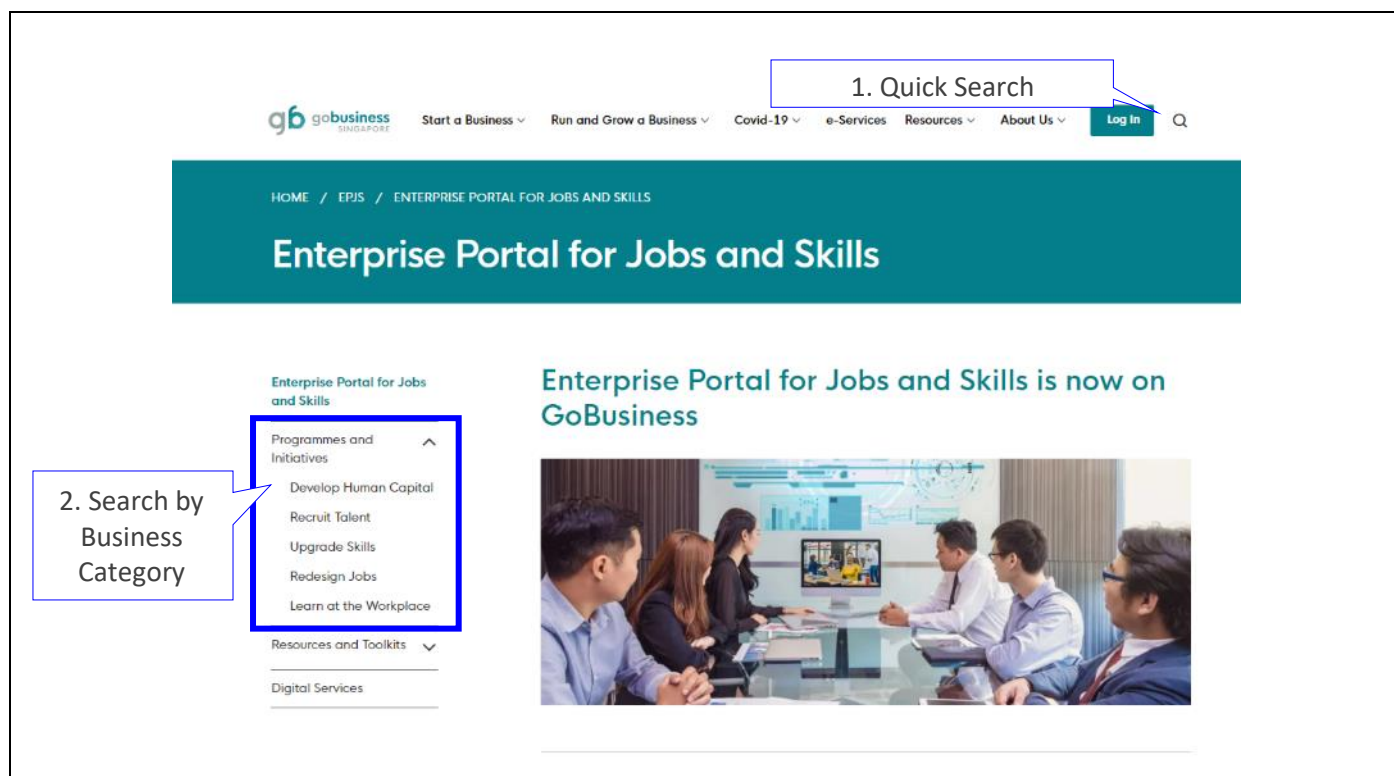 1. Quick Search
gb gobusiness
SINGAPORE
Start a Business
Run and Grow a Business
Covid-19
e-Services
Resources
About Us
Log In
HOME / EPJS / ENTERPRISE PORTAL FOR JOBS AND SKILLS
Enterprise Portal for Jobs and Skills
Enterprise Portal for Jobs
and Skills
Programmes and
Initiatives
Develop Human Capital
Recruit Talent
Upgrade Skills
Redesign Jobs
Learn at the Workplace
Resources and Toolkits
Digital Services
2. Search by
Business
Category
Enterprise Portal for Jobs and Skills is now on
GoBusiness